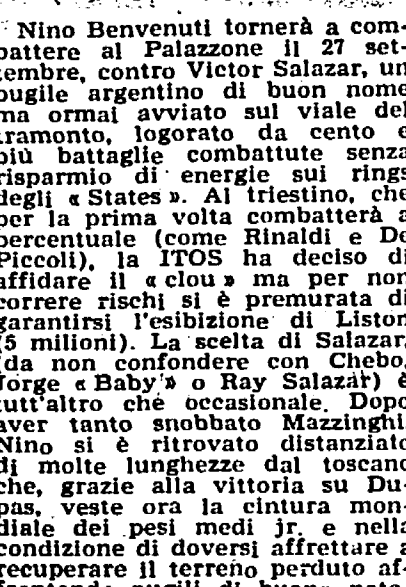 Nino Benvenuti tornerà a com-
battere al Palazzone il 27 set-
tembre, contro Victor Salazar, un
pugile argentino di buon nome
ma ormai avviato sul viale del
tramonto, logorato da cento e
più battaglie combattute senza
risparmio di energie sui rings
degli « States ». Al triestino, che
per la prima volta combatterà a
percentuale (come Rinaldi e De
Piccoli), la ITOS ha deciso di
affidare il « clou » ma per non
correre rischi si è premurata di
garantirsi l'esibizione di Liston
(5 milioni). La scelta di Salazar,
(da non confondere con Chebo,
Jorge « Baby » o Ray Salazar) è
tutt'altro che occasionale. Dopo
aver tanto snobbato Mazzinghi,
Nino si è ritrovato distanziato
di molte lunghezze dal toscano
che, grazie alla vittoria su Du-
pas, veste ora la cintura mon-
diale dei pesi medi jr. e nella
condizione di doversi affrettare a
recuperare il terreno perduto af-